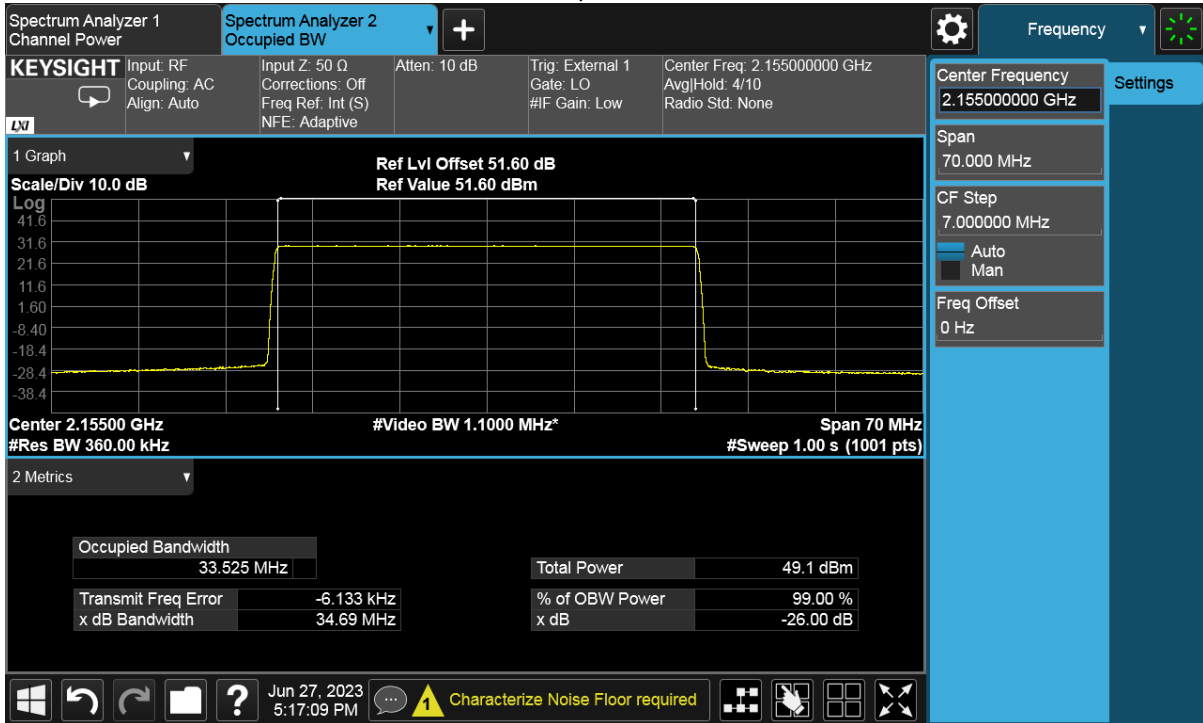 Spectrum Analyzer 1
Channel Power
Spectrum Analyzer 2
Occupied BW
+
Frequency
KEYSIGHT
LXI
Input: RF
Coupling: AC
Align: Auto
Input Z: 50 Ω
Corrections: Off
Freq Ref: Int (S)
NFE: Adaptive
Atten: 10 dB
Trig: External 1
Gate: LO
#IF Gain: Low
Center Freq: 2.155000000 GHz
Avg|Hold: 4/10
Radio Std: None
Center Frequency
2.155000000 GHz
Settings
Span
70.000 MHz
CF Step
7.000000 MHz
Auto
Man
Freq Offset
0 Hz
1 Graph
Scale/Div 10.0 dB
Ref Lvl Offset 51.60 dB
Ref Value 51.60 dBm
Log
41.6
31.6
21.6
11.6
1.60
-8.40
-18.4
-28.4
-38.4
Center 2.15500 GHz
#Video BW 1.1000 MHz*
Span 70 MHz
#Res BW 360.00 kHz
#Sweep 1.00 s (1001 pts)
2 Metrics
Occupied Bandwidth
33.525 MHz
Total Power 49.1 dBm
Transmit Freq Error -6.133 kHz
% of OBW Power 99.00 %
x dB Bandwidth 34.69 MHz
x dB -26.00 dB
?
Jun 27, 2023
5:17:09 PM
1
Characterize Noise Floor required